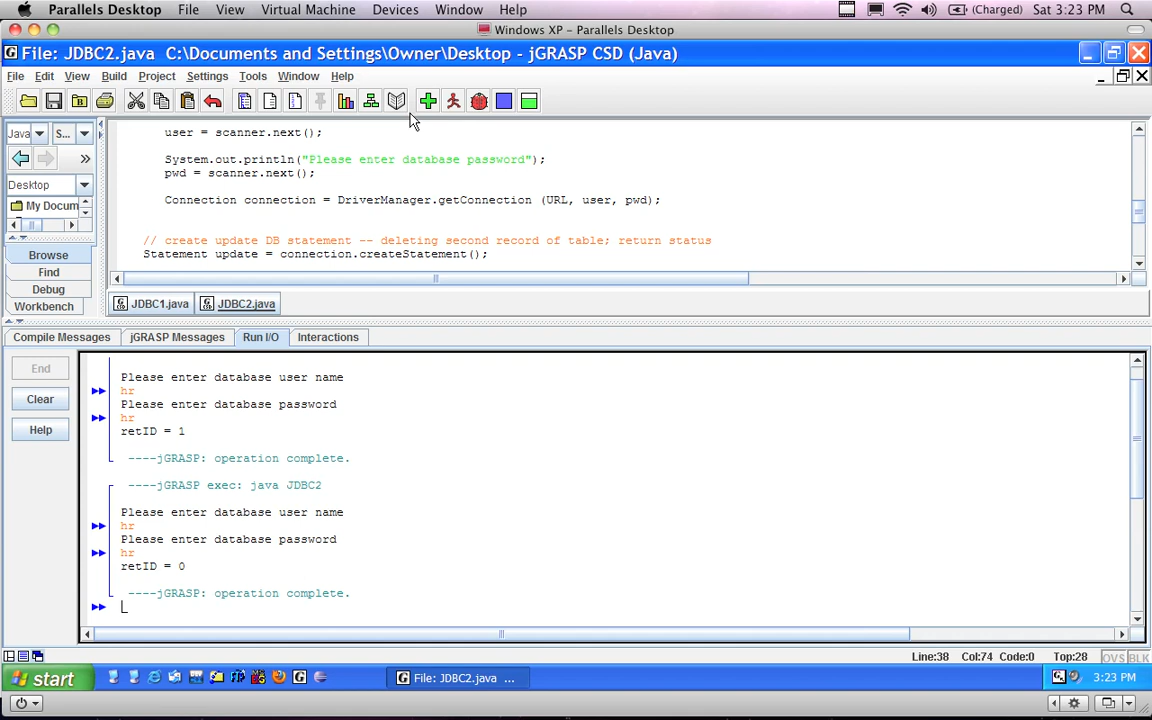 Parallels Desktop File View Virtual Machine Devices Window Help (Charged) Sat 3:23 PM
Windows XP - Parallels Desktop
File: JDBC2.java C:\Documents and Settings\Owner\Desktop - jGRASP CSD (Java)
File Edit View Build Project Settings Tools Window Help
Java S...
Desktop
My Docum
Browse
Find
Debug
Workbench
user = scanner.next();
System.out.println("Please enter database password");
pwd = scanner.next();
Connection connection = DriverManager.getConnection (URL, user, pwd);
// create update DB statement -- deleting second record of table; return status
Statement update = connection.createStatement();
JDBC1.java JDBC2.java
Compile Messages jGRASP Messages Run I/O Interactions
End
Clear
Help
Please enter database user name
hr
Please enter database password
hr
retID = 1
----jGRASP: operation complete.
----jGRASP exec: java JDBC2
Please enter database user name
hr
Please enter database password
hr
retID = 0
----jGRASP: operation complete.
Line:38 Col:74 Code:0 Top:28 OVS BLK
start File: JDBC2.java ... 3:23 PM